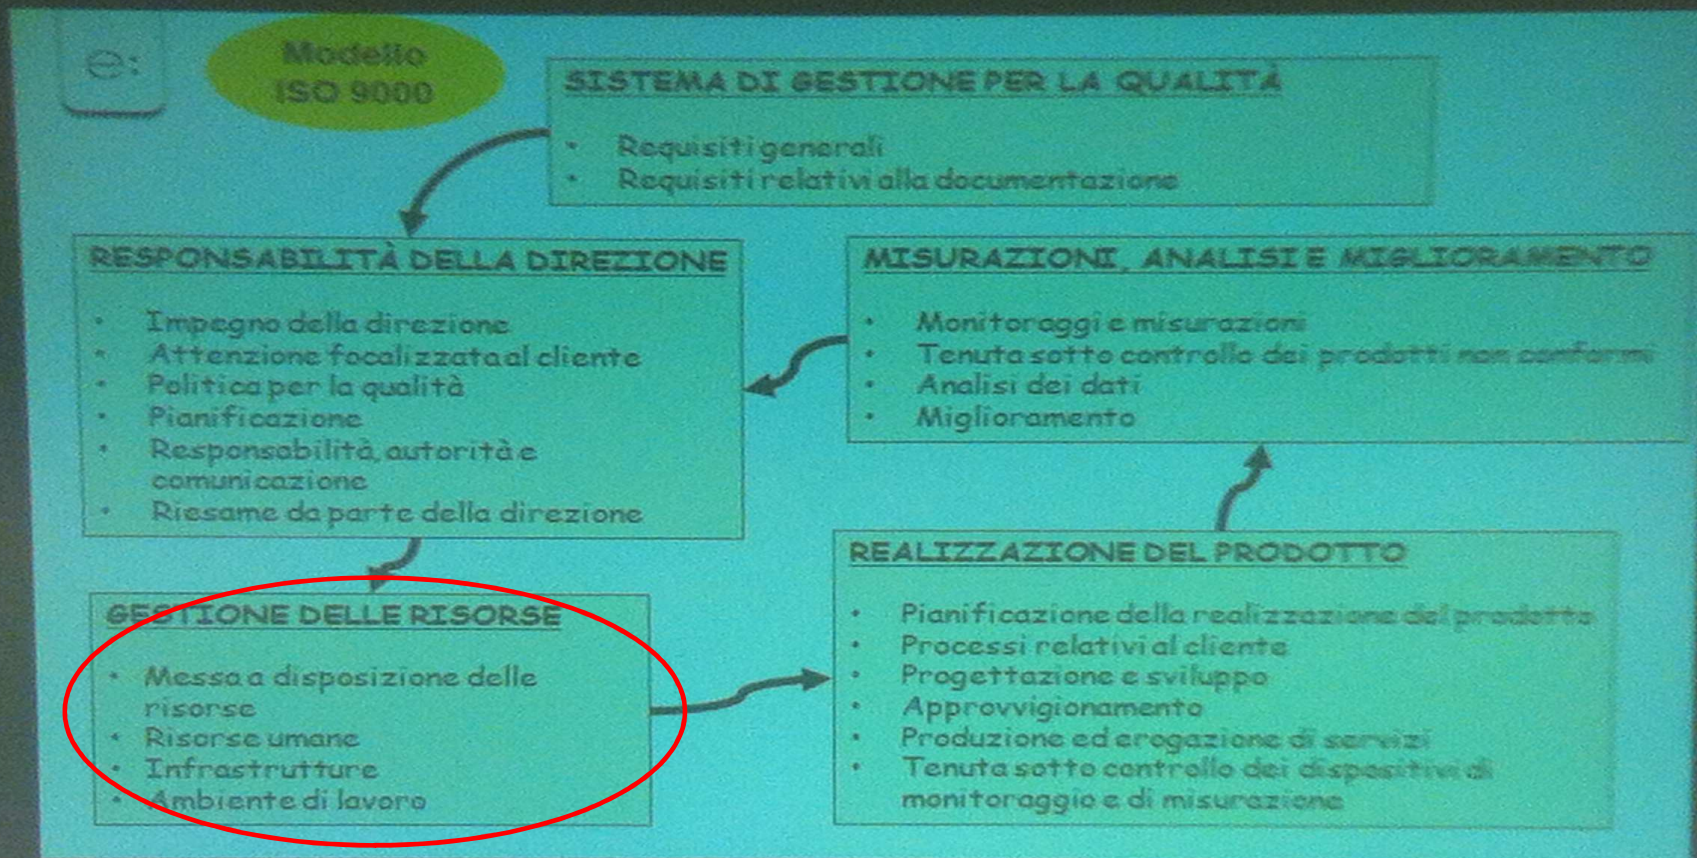 e:
Modello
ISO 9000
SISTEMA DI GESTIONE PER LA QUALITÀ
• Requisiti generali
• Requisiti relativi alla documentazione
RESPONSABILITÀ DELLA DIREZIONE
• Impegno della direzione
• Attenzione focalizzata al cliente
• Politica per la qualità
• Pianificazione
• Responsabilità, autorità e
comunicazione
• Riesame da parte della direzione
MISURAZIONI, ANALISI E MIGLIORAMENTO
• Monitoraggi e misurazioni
• Tenuta sotto controllo dei prodotti non conformi
• Analisi dei dati
• Miglioramento
GESTIONE DELLE RISORSE
• Messa a disposizione delle
risorse
• Risorse umane
• Infrastrutture
• Ambiente di lavoro
REALIZZAZIONE DEL PRODOTTO
• Pianificazione della realizzazione del prodotto
• Processi relativi al cliente
• Progettazione e sviluppo
• Approvvigionamento
• Produzione ed erogazione di servizi
• Tenuta sotto controllo dei dispositivi di
monitoraggio e di misurazione